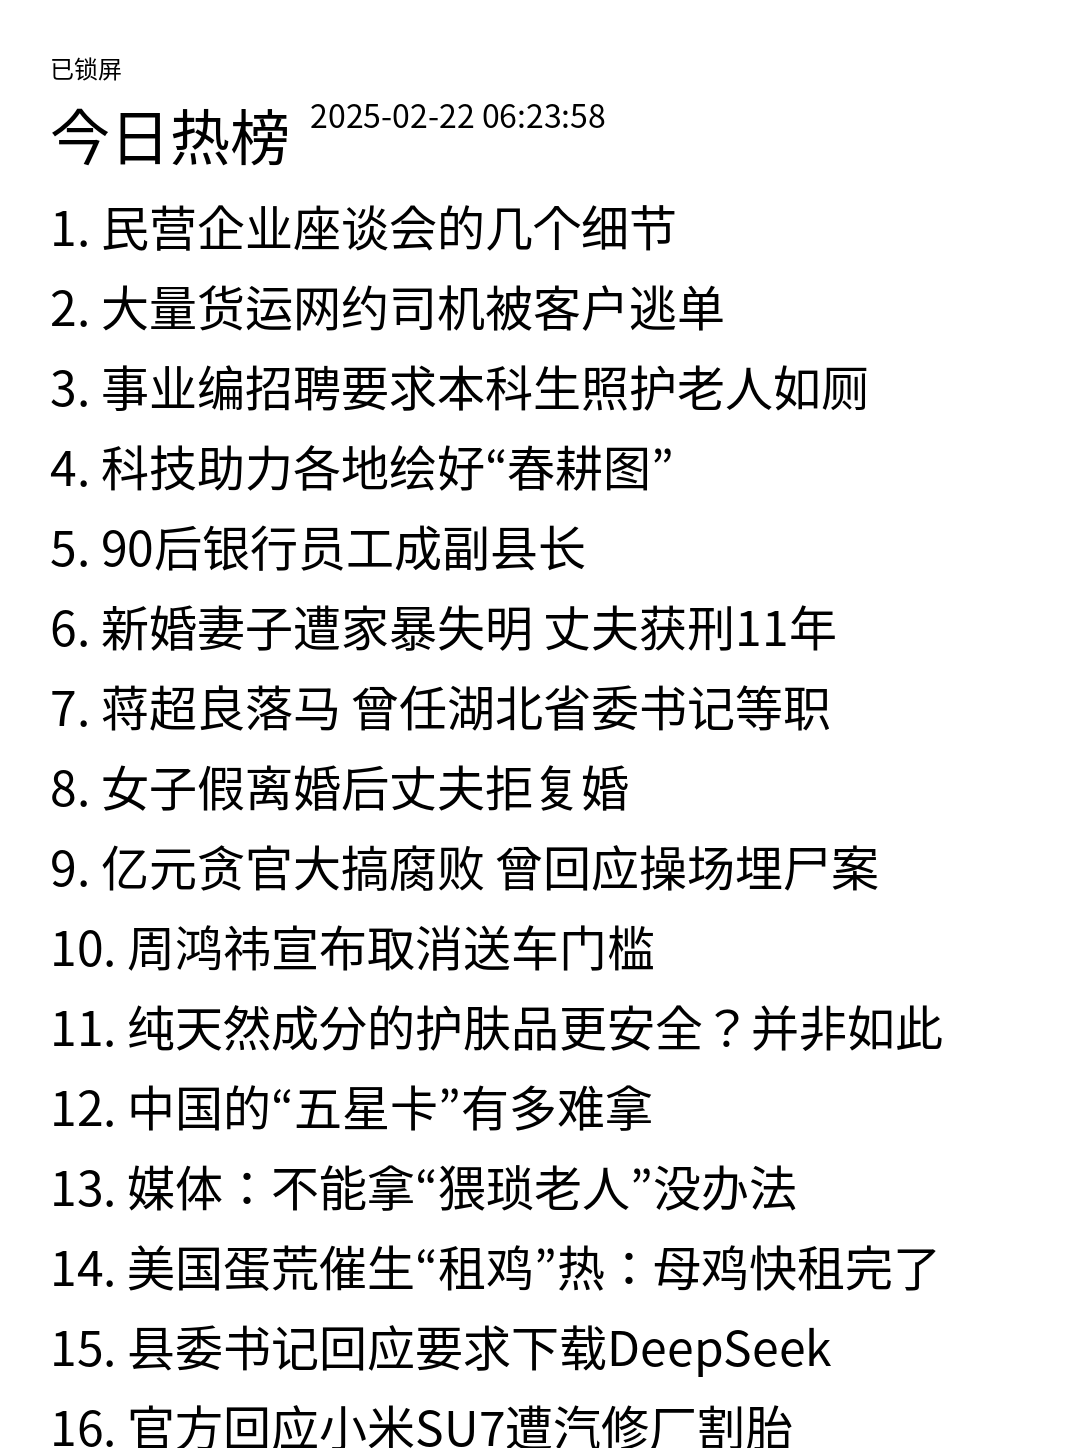 已锁屏
今日热榜 2025-02-22 06:23:58
1. 民营企业座谈会的几个细节
2. 大量货运网约司机被客户逃单
3. 事业编招聘要求本科生照护老人如厕
4. 科技助力各地绘好“春耕图”
5. 90后银行员工成副县长
6. 新婚妻子遭家暴失明 丈夫获刑11年
7. 蒋超良落马 曾任湖北省委书记等职
8. 女子假离婚后丈夫拒复婚
9. 亿元贪官大搞腐败 曾回应操场埋尸案
10. 周鸿祎宣布取消送车门槛
11. 纯天然成分的护肤品更安全？并非如此
12. 中国的“五星卡”有多难拿
13. 媒体：不能拿“猥琐老人”没办法
14. 美国蛋荒催生“租鸡”热：母鸡快租完了
15. 县委书记回应要求下载DeepSeek
16. 官方回应小米SU7遭汽修厂割胎